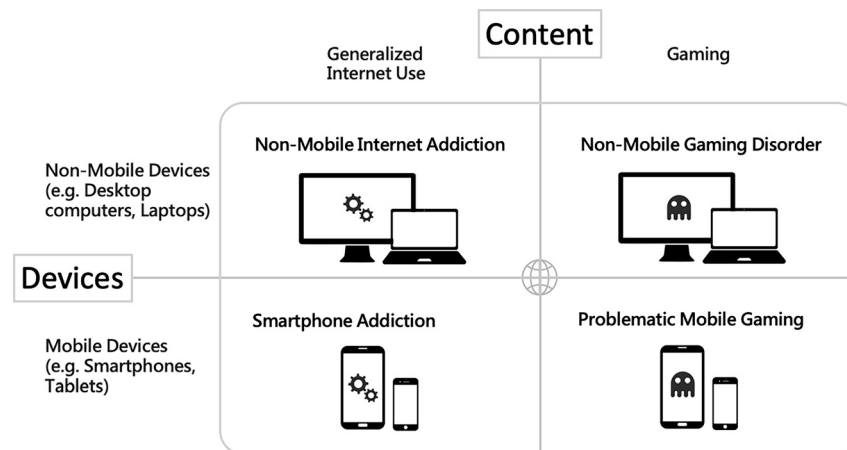 Content
Generalized
Internet Use
Gaming
Non-Mobile Internet Addiction
Non-Mobile Gaming Disorder
Non-Mobile Devices
(e.g. Desktop
computers, Laptops)
Devices
Smartphone Addiction
Problematic Mobile Gaming
Mobile Devices
(e.g. Smartphones,
Tablets)